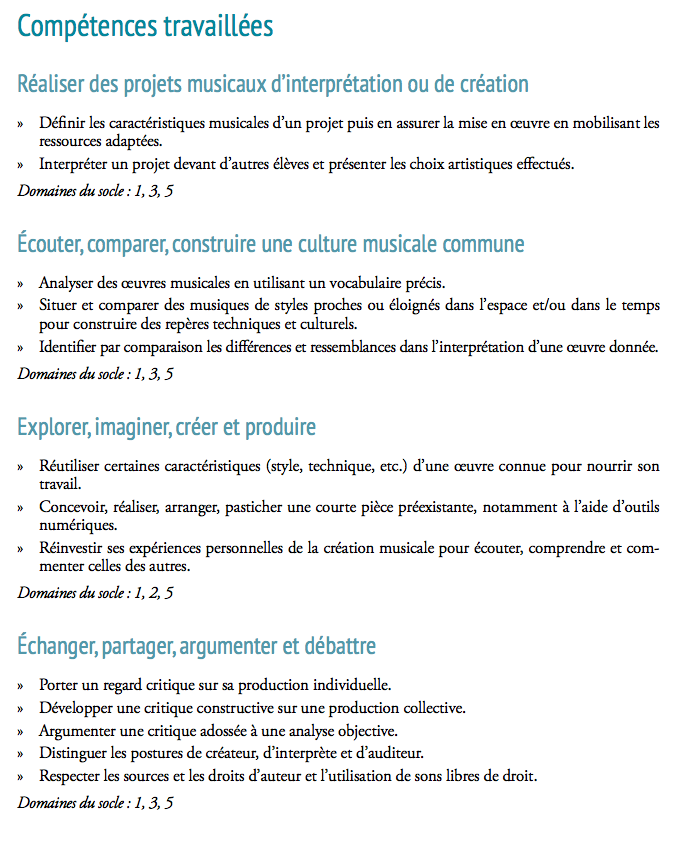 Compétences travaillées
Réaliser des projets musicaux d’interprétation ou de création
» Définir les caractéristiques musicales d’un projet puis en assurer la mise en œuvre en mobilisant les
ressources adaptées.
» Interpréter un projet devant d’autres élèves et présenter les choix artistiques effectués.
Domaines du socle : 1, 3, 5
Écouter, comparer, construire une culture musicale commune
» Analyser des œuvres musicales en utilisant un vocabulaire précis.
» Situer et comparer des musiques de styles proches ou éloignés dans l’espace et/ou dans le temps
pour construire des repères techniques et culturels.
» Identifier par comparaison les différences et ressemblances dans l’interprétation d’une œuvre donnée.
Domaines du socle : 1, 3, 5
Explorer, imaginer, créer et produire
» Réutiliser certaines caractéristiques (style, technique, etc.) d’une œuvre connue pour nourrir son
travail.
» Concevoir, réaliser, arranger, pasticher une courte pièce préexistante, notamment à l’aide d’outils
numériques.
» Réinvestir ses expériences personnelles de la création musicale pour écouter, comprendre et com-
menter celles des autres.
Domaines du socle : 1, 2, 5
Échanger, partager, argumenter et débattre
» Porter un regard critique sur sa production individuelle.
» Développer une critique constructive sur une production collective.
» Argumenter une critique adossée à une analyse objective.
» Distinguer les postures de créateur, d’interprète et d’auditeur.
» Respecter les sources et les droits d’auteur et l’utilisation de sons libres de droit.
Domaines du socle : 1, 3, 5